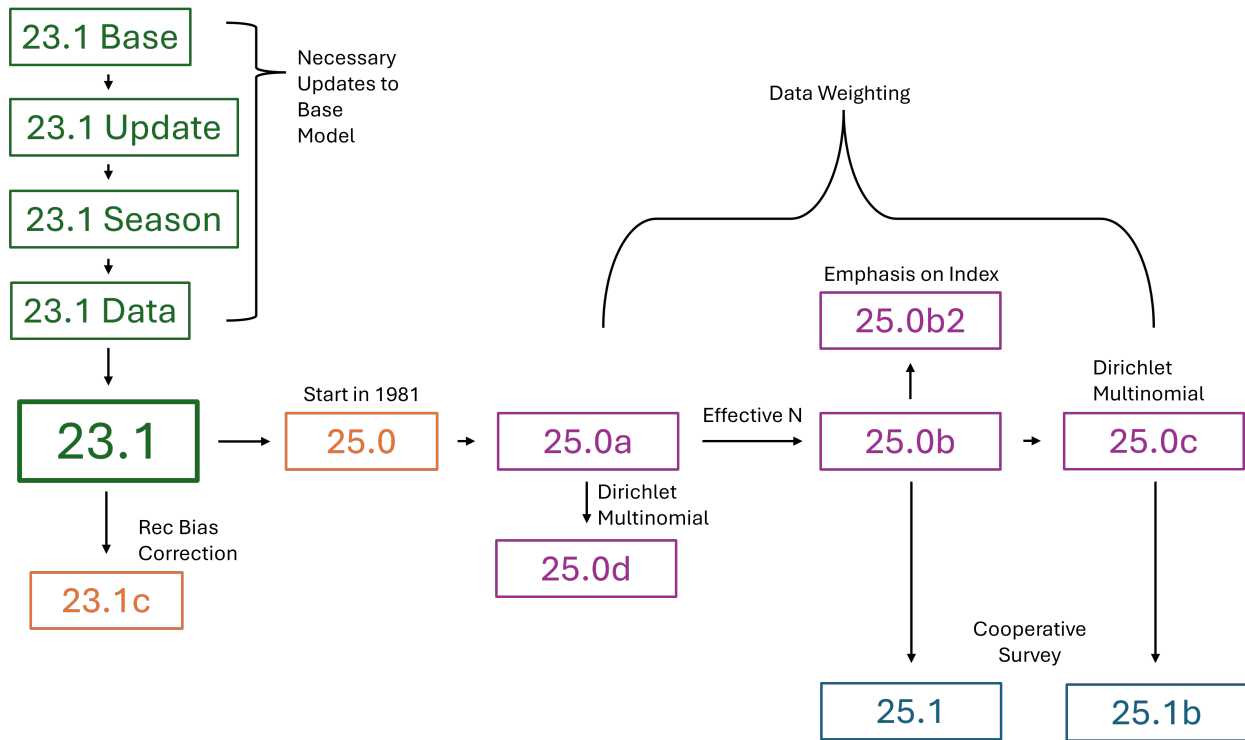 23.1 Base
Necessary
Updates to
Base
Model
23.1 Update
23.1 Season
23.1 Data
Data Weighting
Emphasis on Index
25.0b2
23.1
Start in 1981
25.0
25.0a
Effective N
25.0b
Dirichlet
Multinomial
25.0c
Rec Bias
Correction
23.1c
Dirichlet
Multinomial
25.0d
Cooperative
Survey
25.1
25.1b